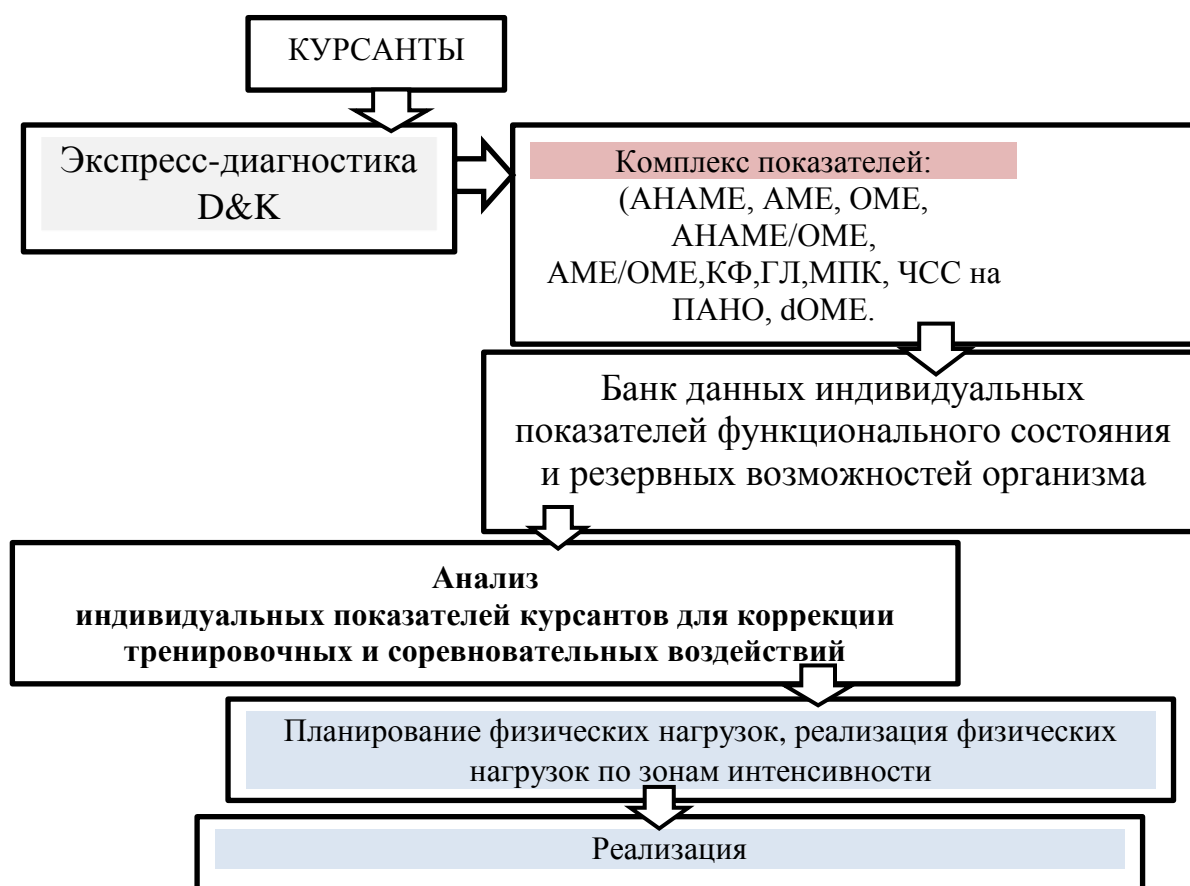 КУРСАНТЫ
Экспресс-диагностика
D&K
Комплекс показателей:
(АНАМЕ, АМЕ, ОМЕ,
АНАМЕ/ОМЕ,
АМЕ/ОМЕ,КФ,ГЛ,МПК, ЧСС на
ПАНО, dОМЕ.
Банк данных индивидуальных
показателей функционального состояния
и резервных возможностей организма
Анализ
индивидуальных показателей курсантов для коррекции
тренировочных и соревновательных воздействий
Планирование физических нагрузок, реализация физических
нагрузок по зонам интенсивности
Реализация